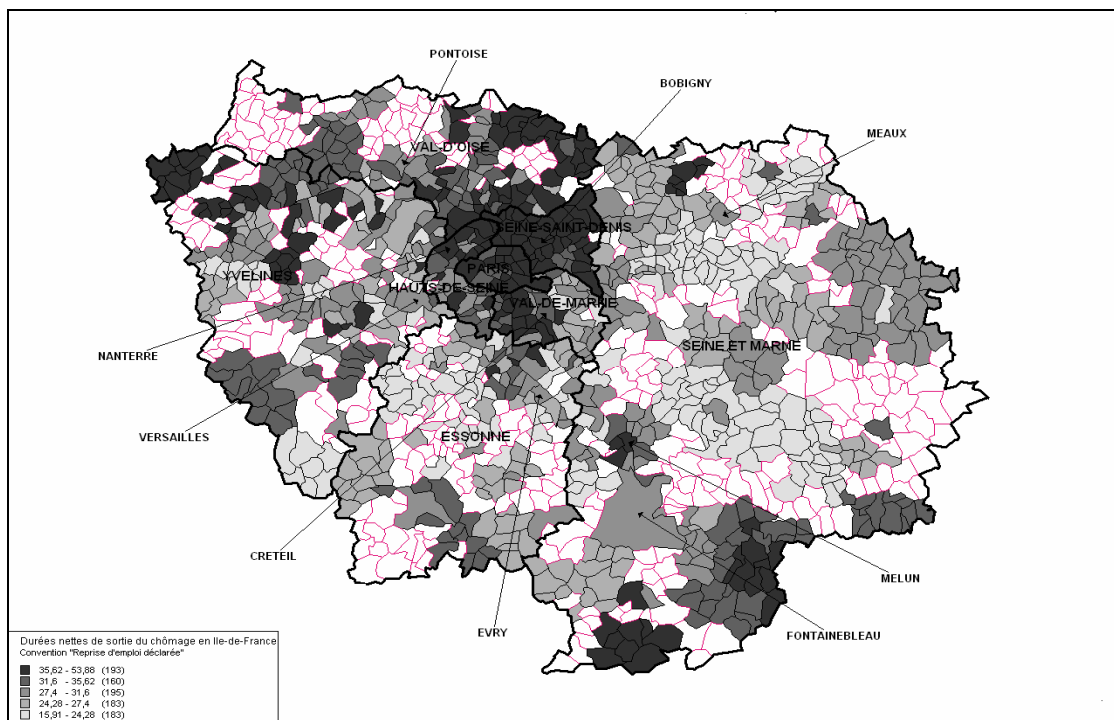 PONTOISE
BOBIGNY
MEAUX
VAL-D'OISE
SEINE-SAINT-DENIS
PARIS
YVELINES
HAUTS-DE-SEINE
VAL-DE-MARNE
SEINE ET MARNE
NANTERRE
VERSAILLES
ESSONNE
CRETEIL
MELUN
EVRY
FONTAINEBLEAU
Durées nettes de sortie du chômage en Ile-de-France
Convention "Reprise d'emploi déclarée"
35,62 - 53,88 (193)
31,6 - 35,62 (160)
27,4 - 31,6 (195)
24,28 - 27,4 (183)
15,91 - 24,28 (183)